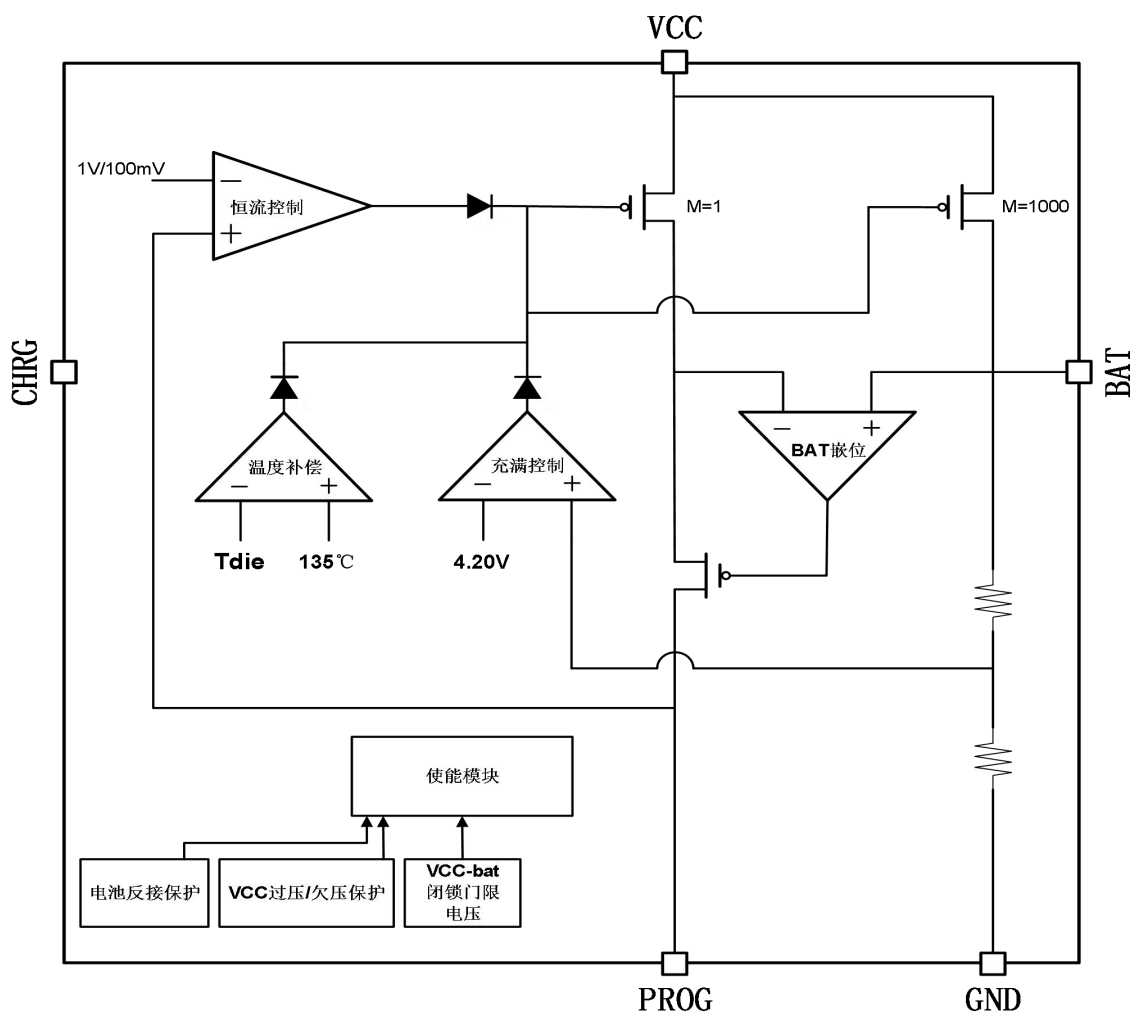 VCC
1V/100mV
−
恒流控制
+
M=1
M=1000
CHRG
BAT
温度补偿
− +
Tdie
135℃
充满控制
− +
4.20V
− +
BAT嵌位
使能模块
电池反接保护
VCC过压/欠压保护
VCC-bat
闭锁门限
电压
PROG
GND